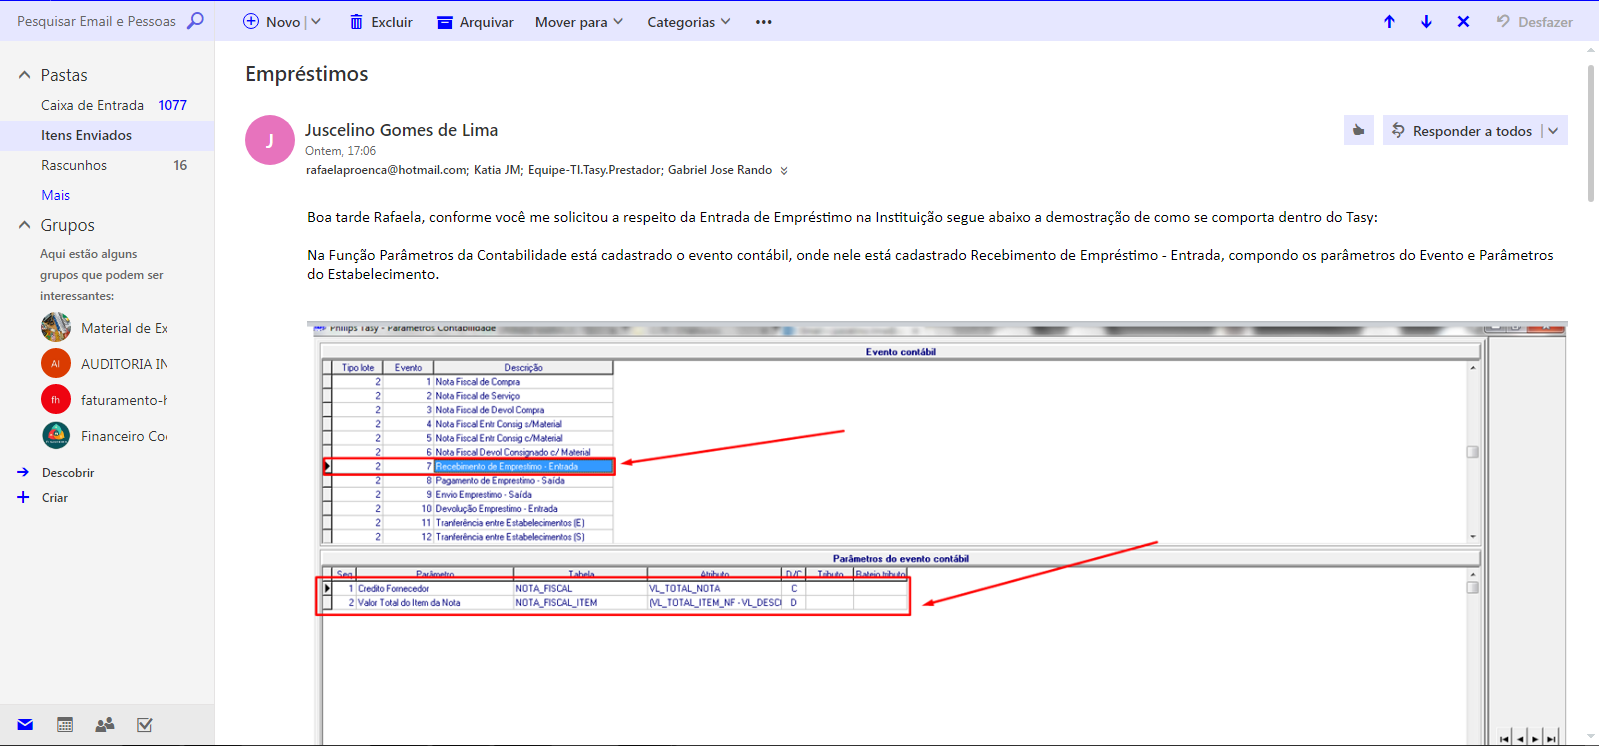 Pesquisar Email e Pessoas
Novo
Excluir
Arquivar
Mover para
Categorias
Desfazer
Pastas
Caixa de Entrada 1077
Itens Enviados
Rascunhos 16
Mais
Grupos
Aqui estão alguns
grupos que podem ser
interessantes:
Material de Ex
AI AUDITORIA IN
fh faturamento-h
Financeiro Co
Descobrir
Criar
Empréstimos
J
Juscelino Gomes de Lima
Ontem, 17:06
rafaelaproenca@hotmail.com; Katia JM; Equipe-TI.Tasy.Prestador; Gabriel Jose Rando
Responder a todos
Boa tarde Rafaela, conforme você me solicitou a respeito da Entrada de Empréstimo na Instituição segue abaixo a demostração de como se comporta dentro do Tasy:
Na Função Parâmetros da Contabilidade está cadastrado o evento contábil, onde nele está cadastrado Recebimento de Empréstimo - Entrada, compondo os parâmetros do Evento e Parâmetros
do Estabelecimento.
Philips Tasy - Parametros Contabilidade
Evento contábil
Tipo lote Evento Descrição
2 1 Nota Fiscal de Compra
2 2 Nota Fiscal de Serviço
2 3 Nota Fiscal de Devol Compra
2 4 Nota Fiscal Entr Consig s/Material
2 5 Nota Fiscal Entr Consig c/Material
2 6 Nota Fiscal Devol Consignado c/ Material
2 7 Recebimento de Emprestimo - Entrada
2 8 Pagamento de Emprestimo - Saída
2 9 Envio Emprestimo - Saída
2 10 Devolução Emprestimo - Entrada
2 11 Tranferência entre Estabelecimentos (E)
2 12 Tranferência entre Estabelecimentos (S)
Parâmetros do evento contábil
Seq Parâmetro Tabela Atributo D/C Tributo Rateio tributo
1 Credito Fornecedor NOTA_FISCAL VL_TOTAL_NOTA C
2 Valor Total do Item da Nota NOTA_FISCAL_ITEM (VL_TOTAL_ITEM_NF - VL_DESC D